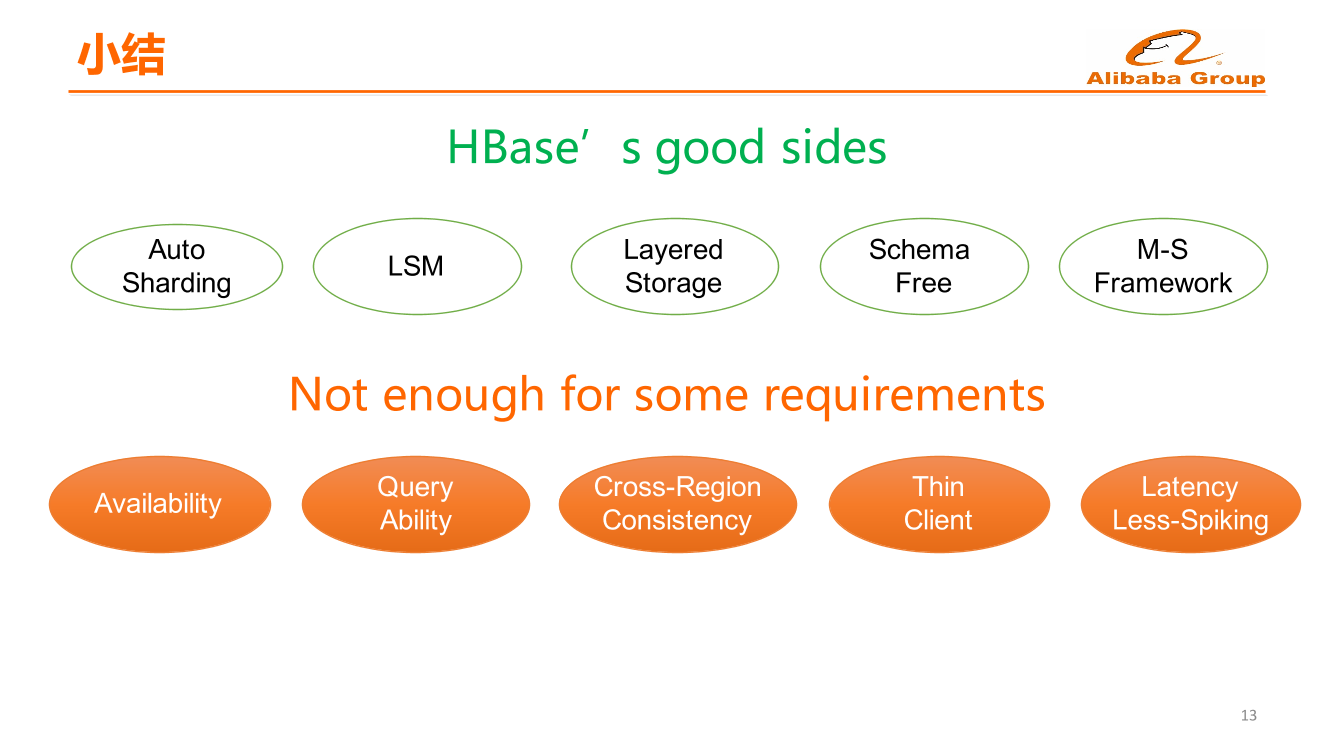 小结
Alibaba Group
HBase’s good sides
Auto
Sharding
LSM
Layered
Storage
Schema
Free
M-S
Framework
Not enough for some requirements
Availability
Query
Ability
Cross-Region
Consistency
Thin
Client
Latency
Less-Spiking
13